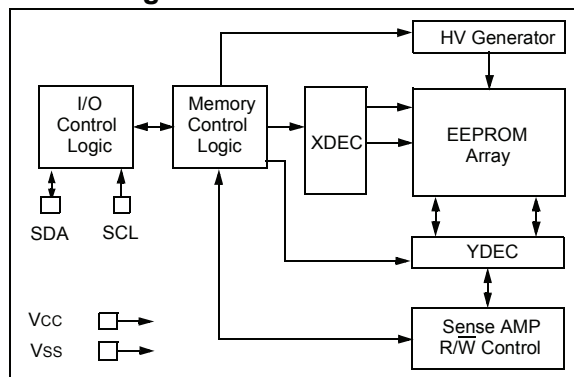 HV Generator
I/O
Control
Logic
Memory
Control
Logic
XDEC
EEPROM
Array
SDA
SCL
YDEC
VCC
VSS
Sense AMP
R/W̅ Control